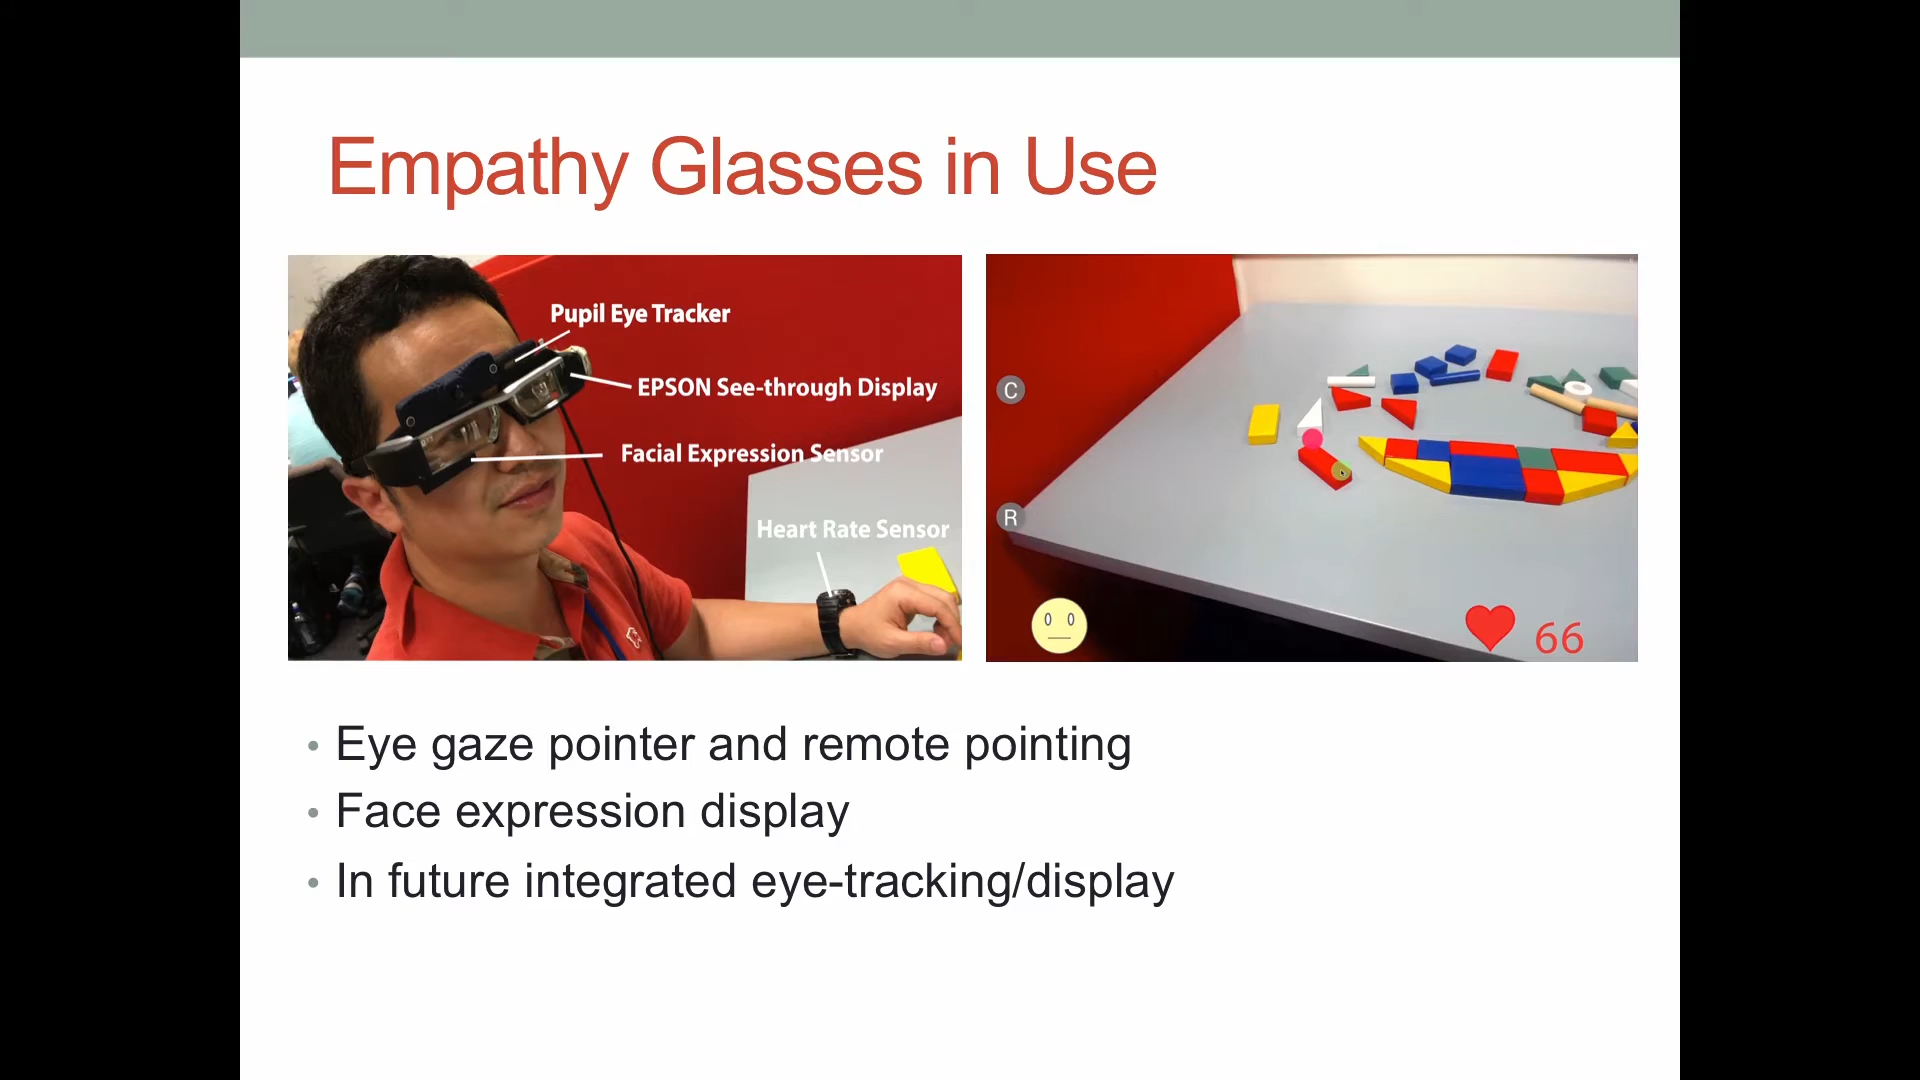 Empathy Glasses in Use
Pupil Eye Tracker
EPSON See-through Display
Facial Expression Sensor
Heart Rate Sensor
C
R
66
• Eye gaze pointer and remote pointing
• Face expression display
• In future integrated eye-tracking/display